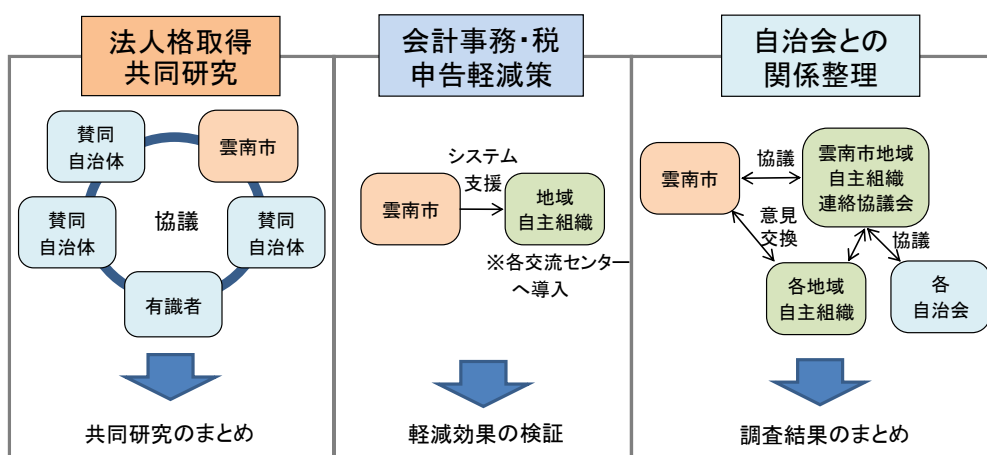 法人格取得
共同研究
賛同
自治体
雲南市
賛同
自治体
協議
賛同
自治体
有識者
共同研究のまとめ
会計事務・税
申告軽減策
システム
支援
雲南市
地域
自主組織
※各交流センター
へ導入
軽減効果の検証
自治会との
関係整理
雲南市
協議
雲南市地域
自主組織
連絡協議会
意見
交換
協議
各地域
自主組織
各
自治会
調査結果のまとめ